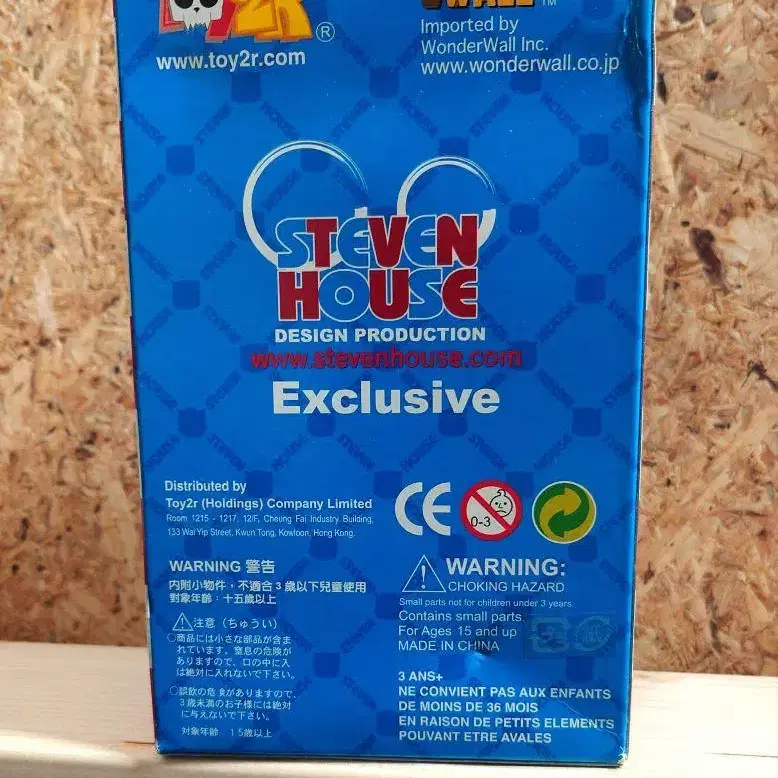 Toy2R®
www.toy2r.com
WALL™
Imported by
WonderWall Inc.
www.wonderwall.co.jp
STEVEN
HOUSE
DESIGN PRODUCTION
www.stevenhouse.com
Exclusive
Distributed by
Toy2r (Holdings) Company Limited
Room 1215 - 1217, 12/F, Cheung Fai Industry Building,
133 Wai Yip Street, Kwun Tong, Kowloon, Hong Kong.
CE
0-3
WARNING 警告
內附小物件，不適合3歲以下兒童使用
對象年齡：十五歲以上
注意（ちゅうい）
○商品には小さな部品が含ま
れています。窒息の危険が
ありますので、口の中に入
は絶対に入れないで下さい。
○誤飲の危険がありますので、
3歳未満のお子様には絶対
に与えないで下さい。
対象年齢 15歳以上
WARNING:
CHOKING HAZARD
Small parts not for children under 3 years
Contains small parts
For Ages 15 and up
MADE IN CHINA
3 ANS+
NE CONVIENT PAS AUX ENFANTS
DE MOINS DE 36 MOIS
EN RAISON DE PETITS ELEMENTS
POUVANT ETRE AVALES